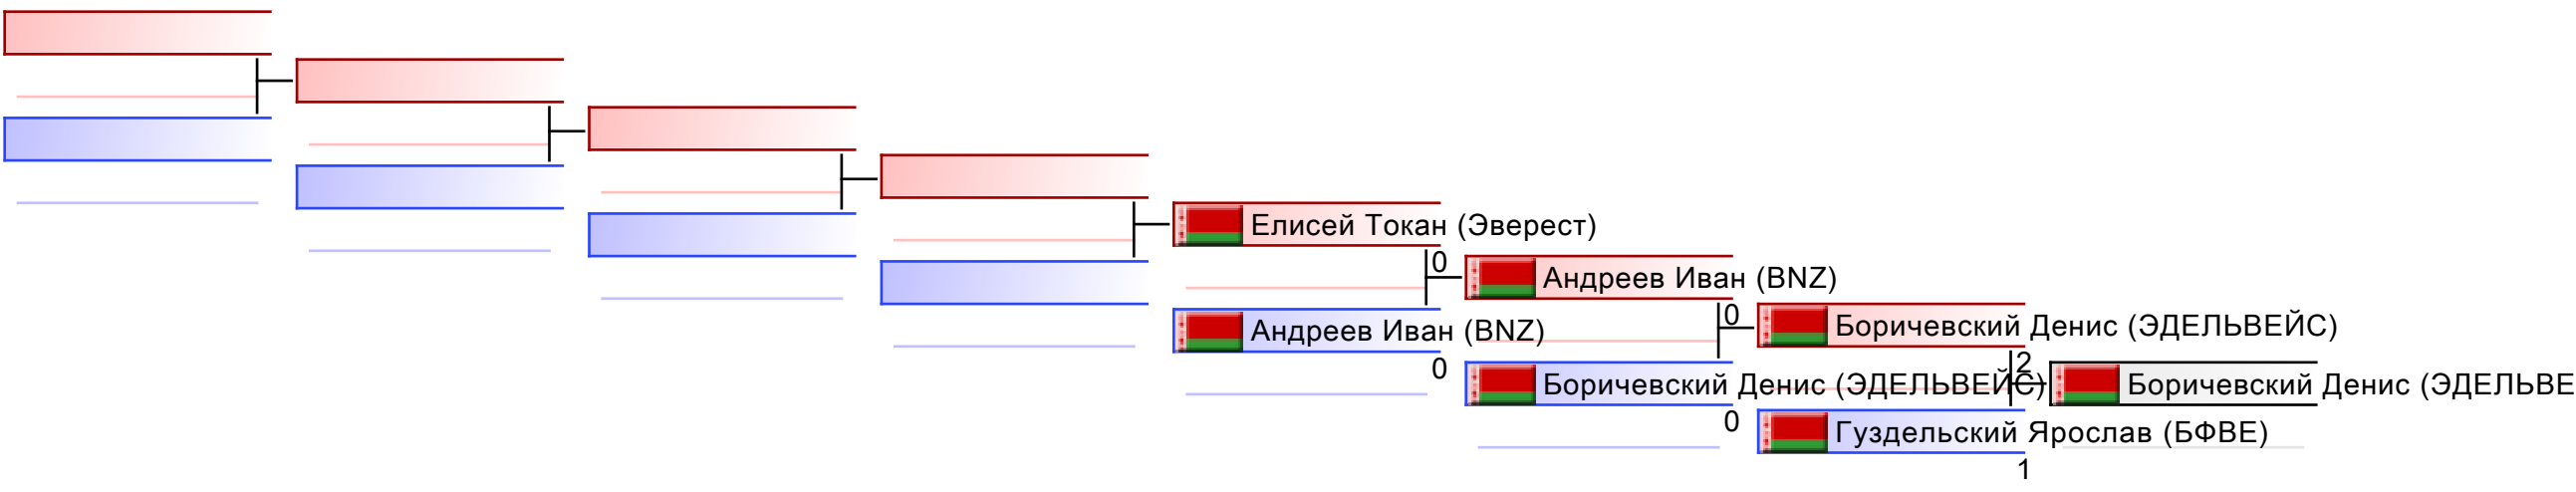 Елисей Токан (Эверест)
0
Андреев Иван (BNZ)
Андреев Иван (BNZ)
0
0
Боричевский Денис (ЭДЕЛЬВЕЙС)
Боричевский Денис (ЭДЕЛЬВЕЙС)
0
2
Боричевский Денис (ЭДЕЛЬВЕ
Гуздельский Ярослав (БФВЕ)
1